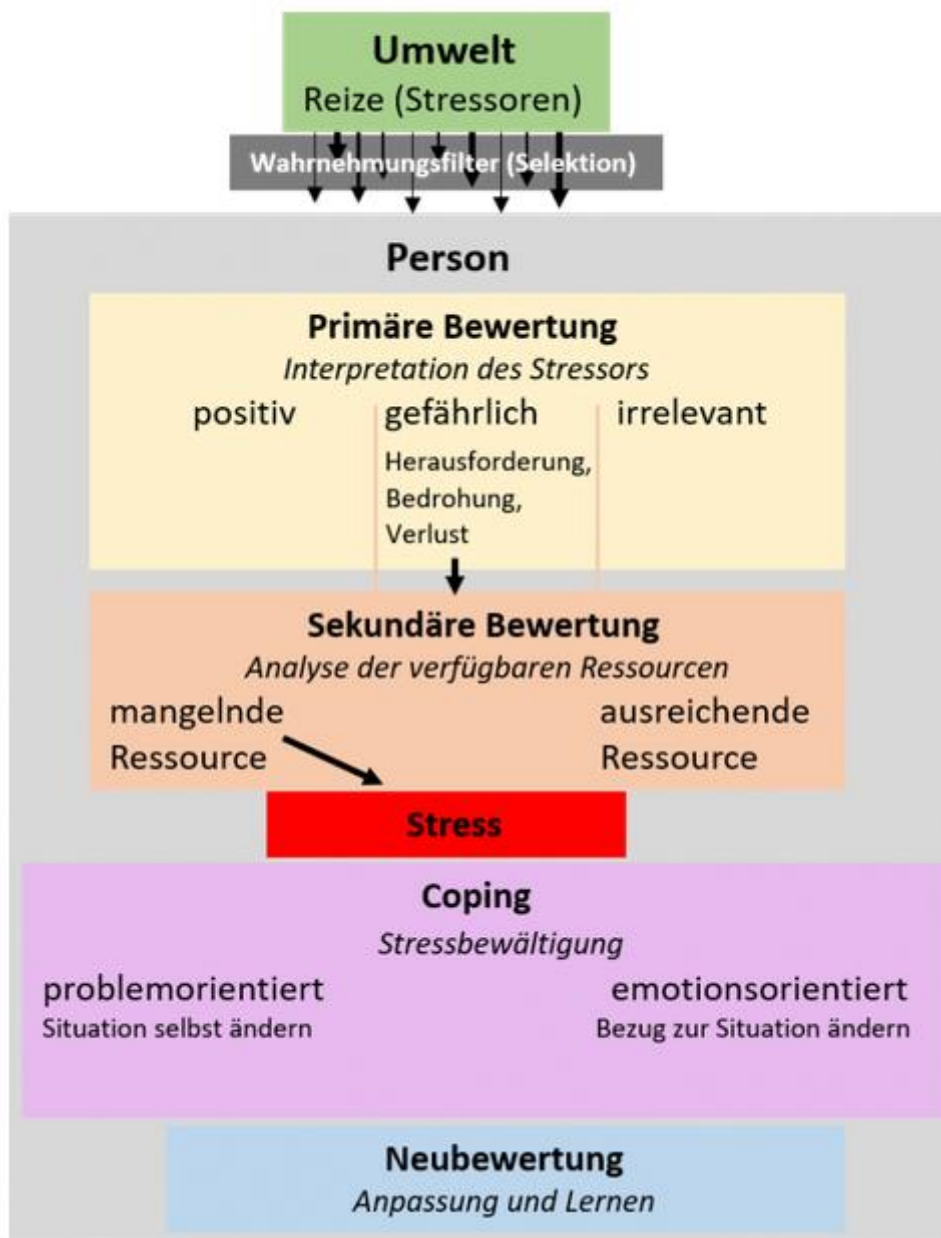 Umwelt
Reize (Stressoren)
Wahrnehmungsfilter (Selektion)
Person
Primäre Bewertung
Interpretation des Stressors
positiv gefährlich irrelevant
Herausforderung,
Bedrohung,
Verlust
Sekundäre Bewertung
Analyse der verfügbaren Ressourcen
mangelnde ausreichende
Ressource Ressource
Stress
Coping
Stressbewältigung
problemorientiert emotionsorientiert
Situation selbst ändern Bezug zur Situation ändern
Neubewertung
Anpassung und Lernen